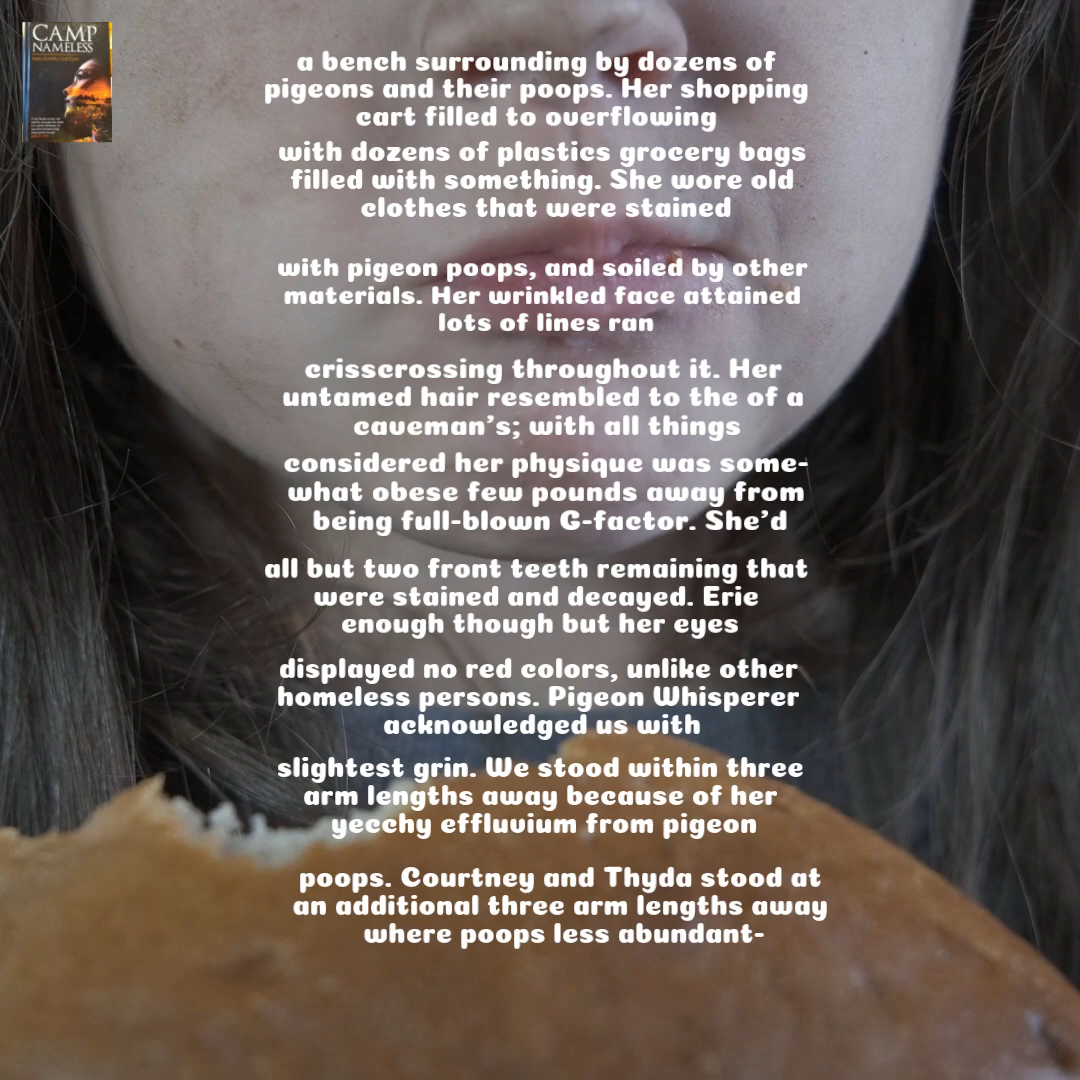 CAMP
NAMELESS
a bench surrounding by dozens of
pigeons and their poops. Her shopping
cart filled to overflowing
with dozens of plastics grocery bags
filled with something. She wore old
clothes that were stained
with pigeon poops, and soiled by other
materials. Her wrinkled face attained
lots of lines ran
crisscrossing throughout it. Her
untamed hair resembled to the of a
caveman's; with all things
considered her physique was some-
what obese few pounds away from
being full-blown G-factor. She'd
all but two front teeth remaining that
were stained and decayed. Erie
enough though but her eyes
displayed no red colors, unlike other
homeless persons. Pigeon Whisperer
acknowledged us with
slightest grin. We stood within three
arm lengths away because of her
yecchy effluvium from pigeon
poops. Courtney and Thyda stood at
an additional three arm lengths away
where poops less abundant-